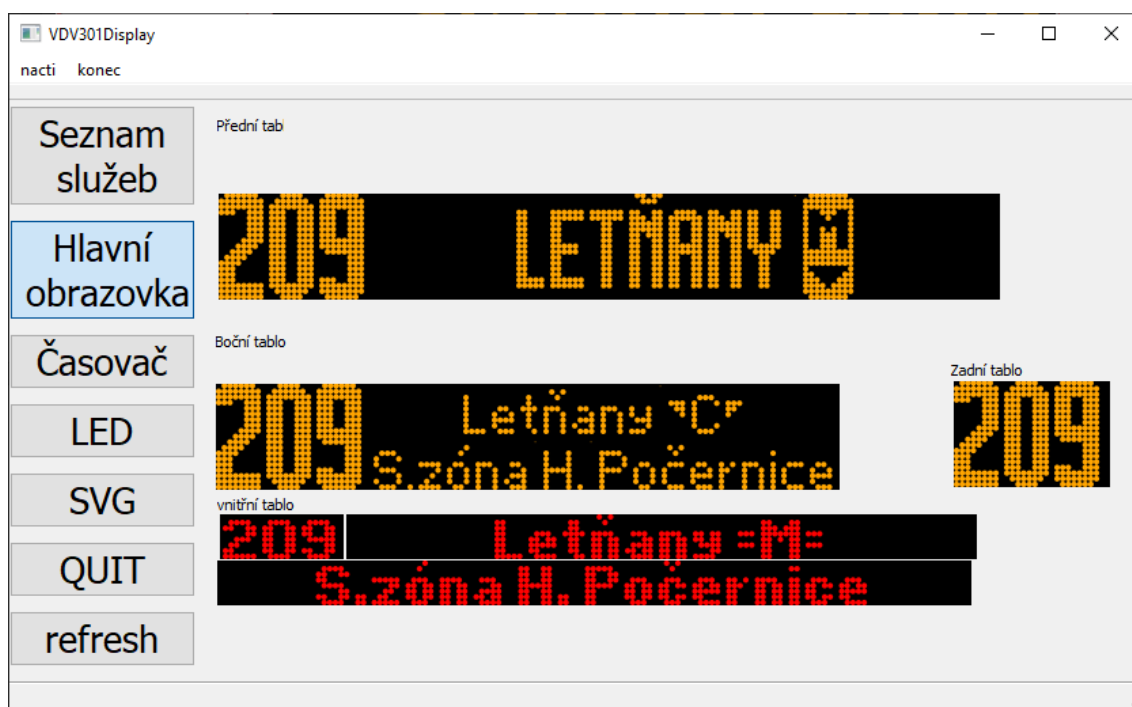 VDV301Display
nacti konec
Seznam
služeb
Hlavní
obrazovka
Časovač
LED
SVG
QUIT
refresh
Přední tab
209 LETŇANY M
Boční tablo
209 Letňany C
S.zóna H. Počernice
Zadní tablo
209
vnitřní tablo
209 Letňany =M=
S.zóna H. Počernice